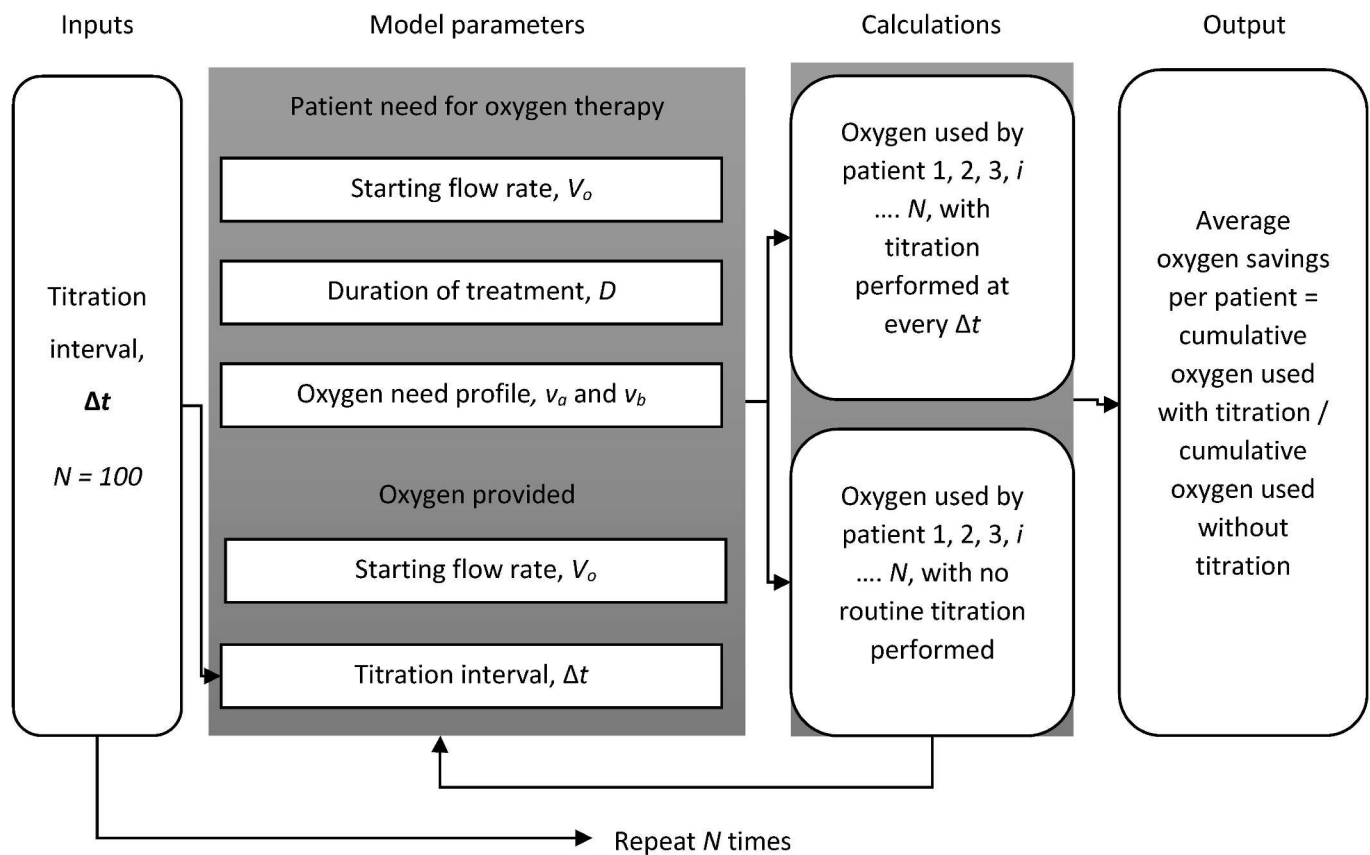 Inputs
Model parameters
Calculations
Output
Titration
interval,
Δt
N = 100
Patient need for oxygen therapy
Starting flow rate, Vo
Duration of treatment, D
Oxygen need profile, va and vb
Oxygen provided
Starting flow rate, Vo
Titration interval, Δt
Oxygen used by
patient 1, 2, 3, i
.... N, with
titration
performed at
every Δt
Oxygen used by
patient 1, 2, 3, i
.... N, with no
routine titration
performed
Average
oxygen savings
per patient =
cumulative
oxygen used
with titration /
cumulative
oxygen used
without
titration
Repeat N times